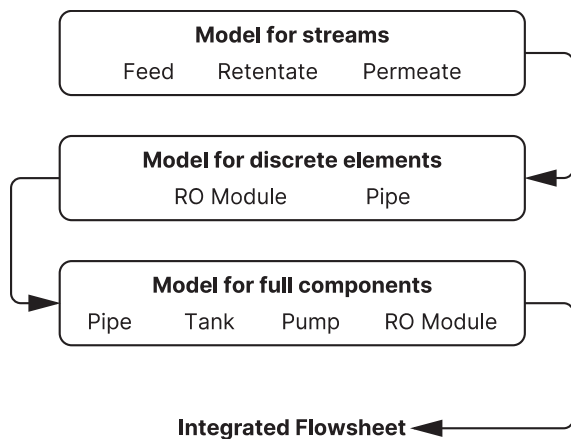 Model for streams
Feed Retentate Permeate
Model for discrete elements
RO Module Pipe
Model for full components
Pipe Tank Pump RO Module
Integrated Flowsheet